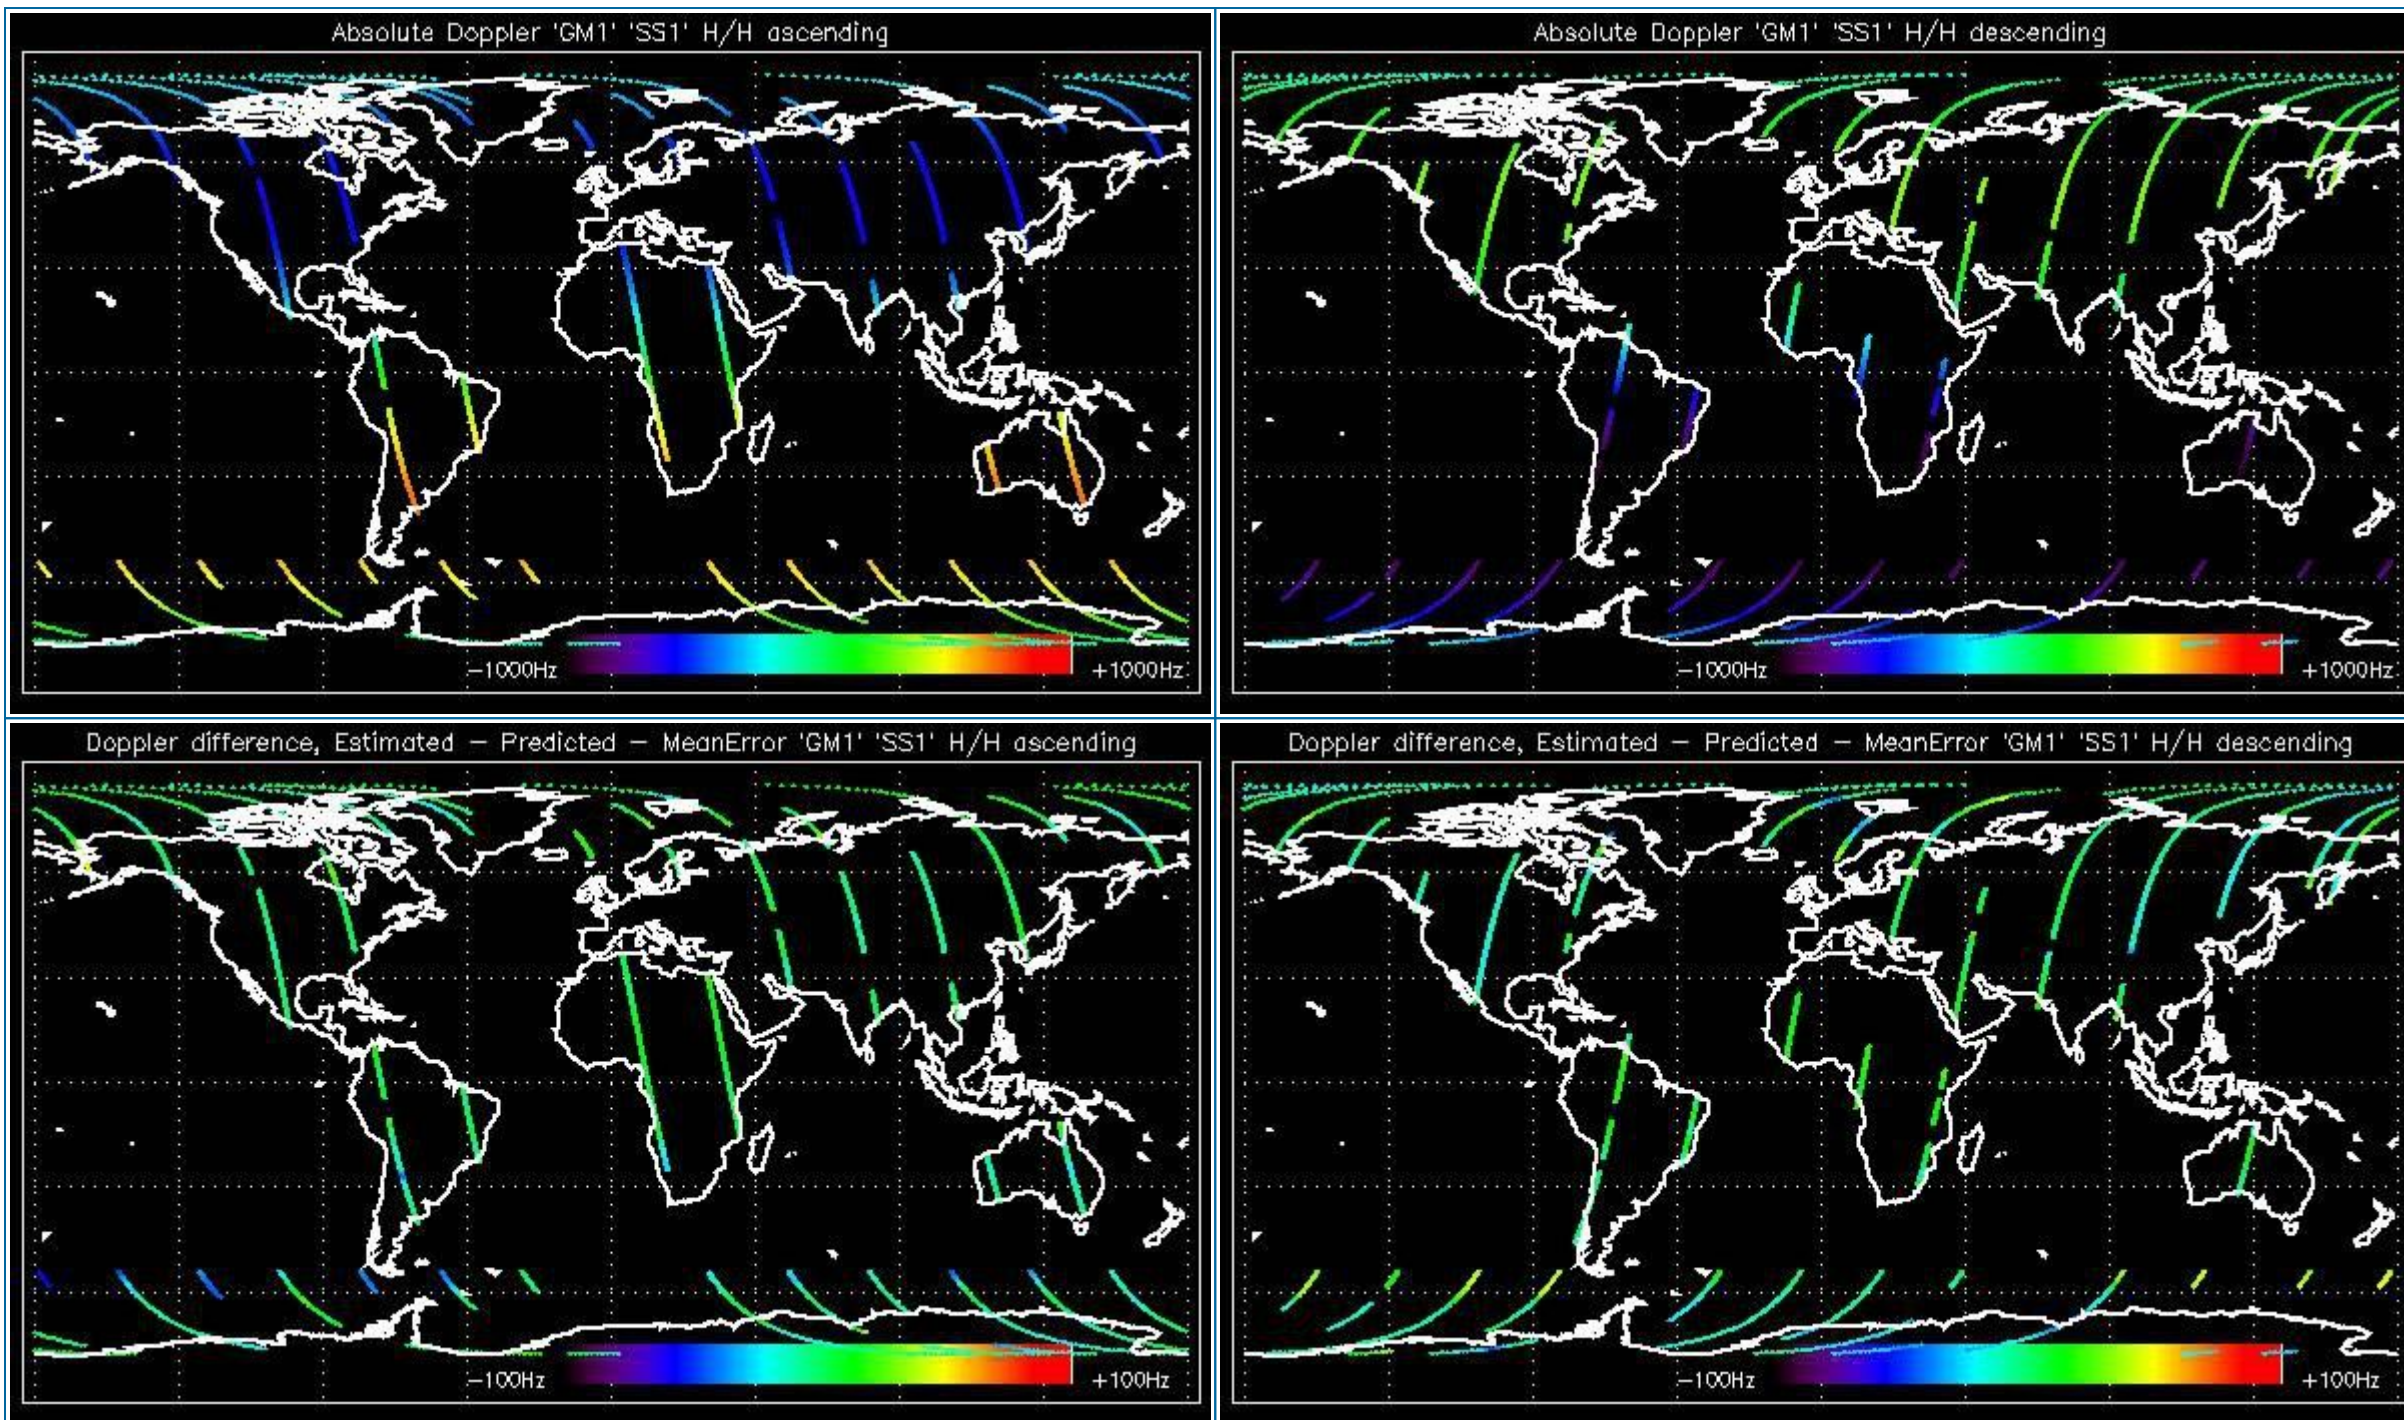 Absolute Doppler 'GM1' 'SS1' H/H ascending
-1000Hz
+1000Hz
Absolute Doppler 'GM1' 'SS1' H/H descending
-1000Hz
+1000Hz
Doppler difference, Estimated - Predicted - MeanError 'GM1' 'SS1' H/H ascending
-100Hz
+100Hz
Doppler difference, Estimated - Predicted - MeanError 'GM1' 'SS1' H/H descending
-100Hz
+100Hz